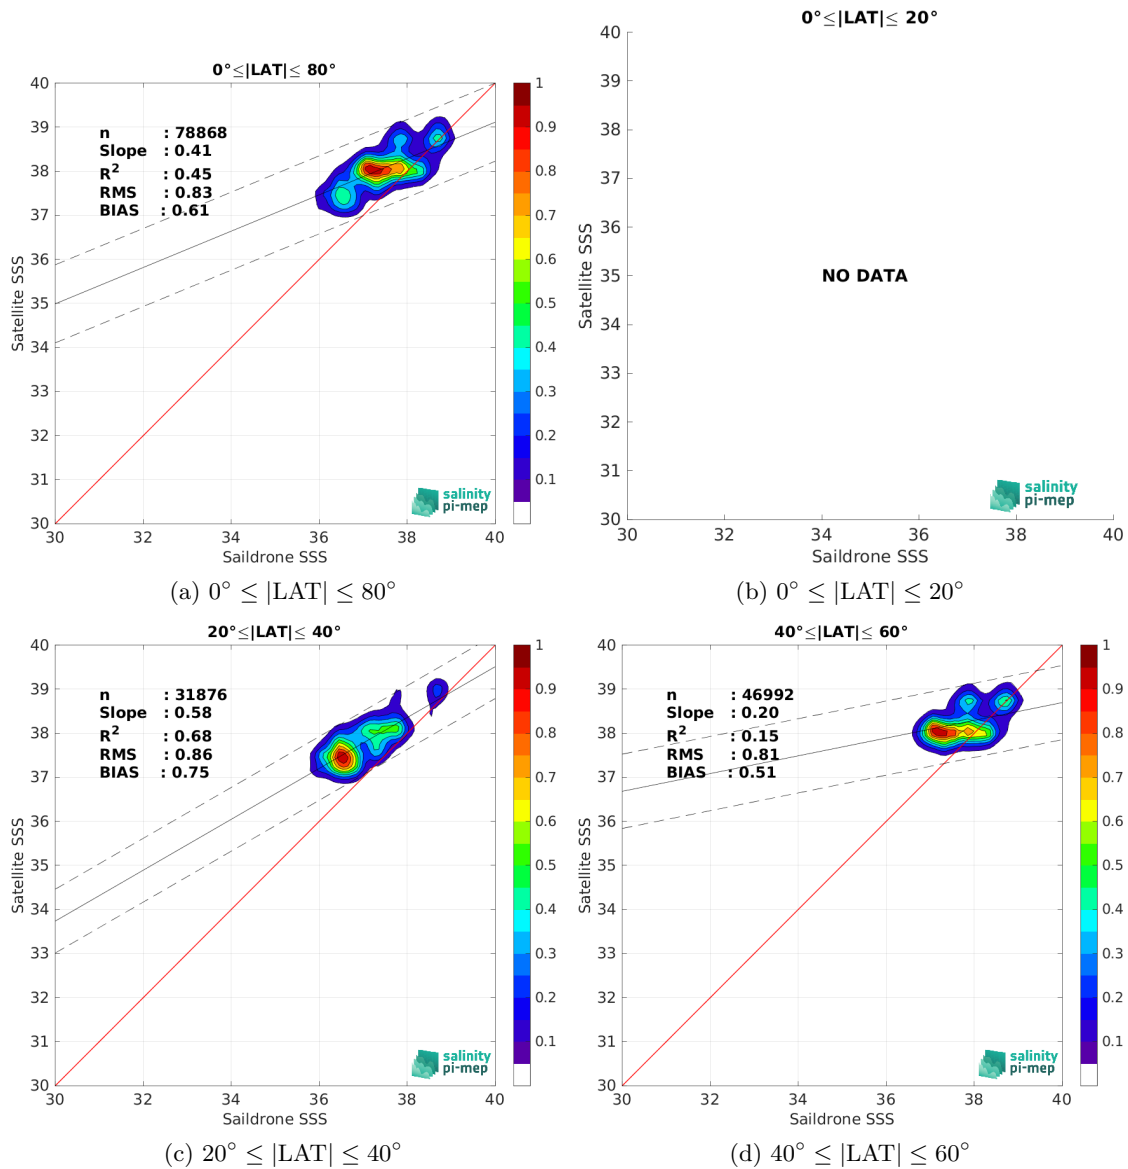 0°≤|LAT|≤ 80°
40
39
38
37
36
35
34
33
32
31
30
30 32 34 36 38 40
Satellite SSS
Saildrone SSS
n : 78868
Slope : 0.41
R² : 0.45
RMS : 0.83
BIAS : 0.61
1
0.9
0.8
0.7
0.6
0.5
0.4
0.3
0.2
0.1
salinity
pi-mep
(a) 0° ≤ |LAT| ≤ 80°
0°≤|LAT|≤ 20°
40
39
38
37
36
35
34
33
32
31
30
30 32 34 36 38 40
Satellite SSS
Saildrone SSS
NO DATA
salinity
pi-mep
(b) 0° ≤ |LAT| ≤ 20°
20°≤|LAT|≤ 40°
40
39
38
37
36
35
34
33
32
31
30
30 32 34 36 38 40
Satellite SSS
Saildrone SSS
n : 31876
Slope : 0.58
R² : 0.68
RMS : 0.86
BIAS : 0.75
1
0.9
0.8
0.7
0.6
0.5
0.4
0.3
0.2
0.1
salinity
pi-mep
(c) 20° ≤ |LAT| ≤ 40°
40°≤|LAT|≤ 60°
40
39
38
37
36
35
34
33
32
31
30
30 32 34 36 38 40
Satellite SSS
Saildrone SSS
n : 46992
Slope : 0.20
R² : 0.15
RMS : 0.81
BIAS : 0.51
1
0.9
0.8
0.7
0.6
0.5
0.4
0.3
0.2
0.1
salinity
pi-mep
(d) 40° ≤ |LAT| ≤ 60°